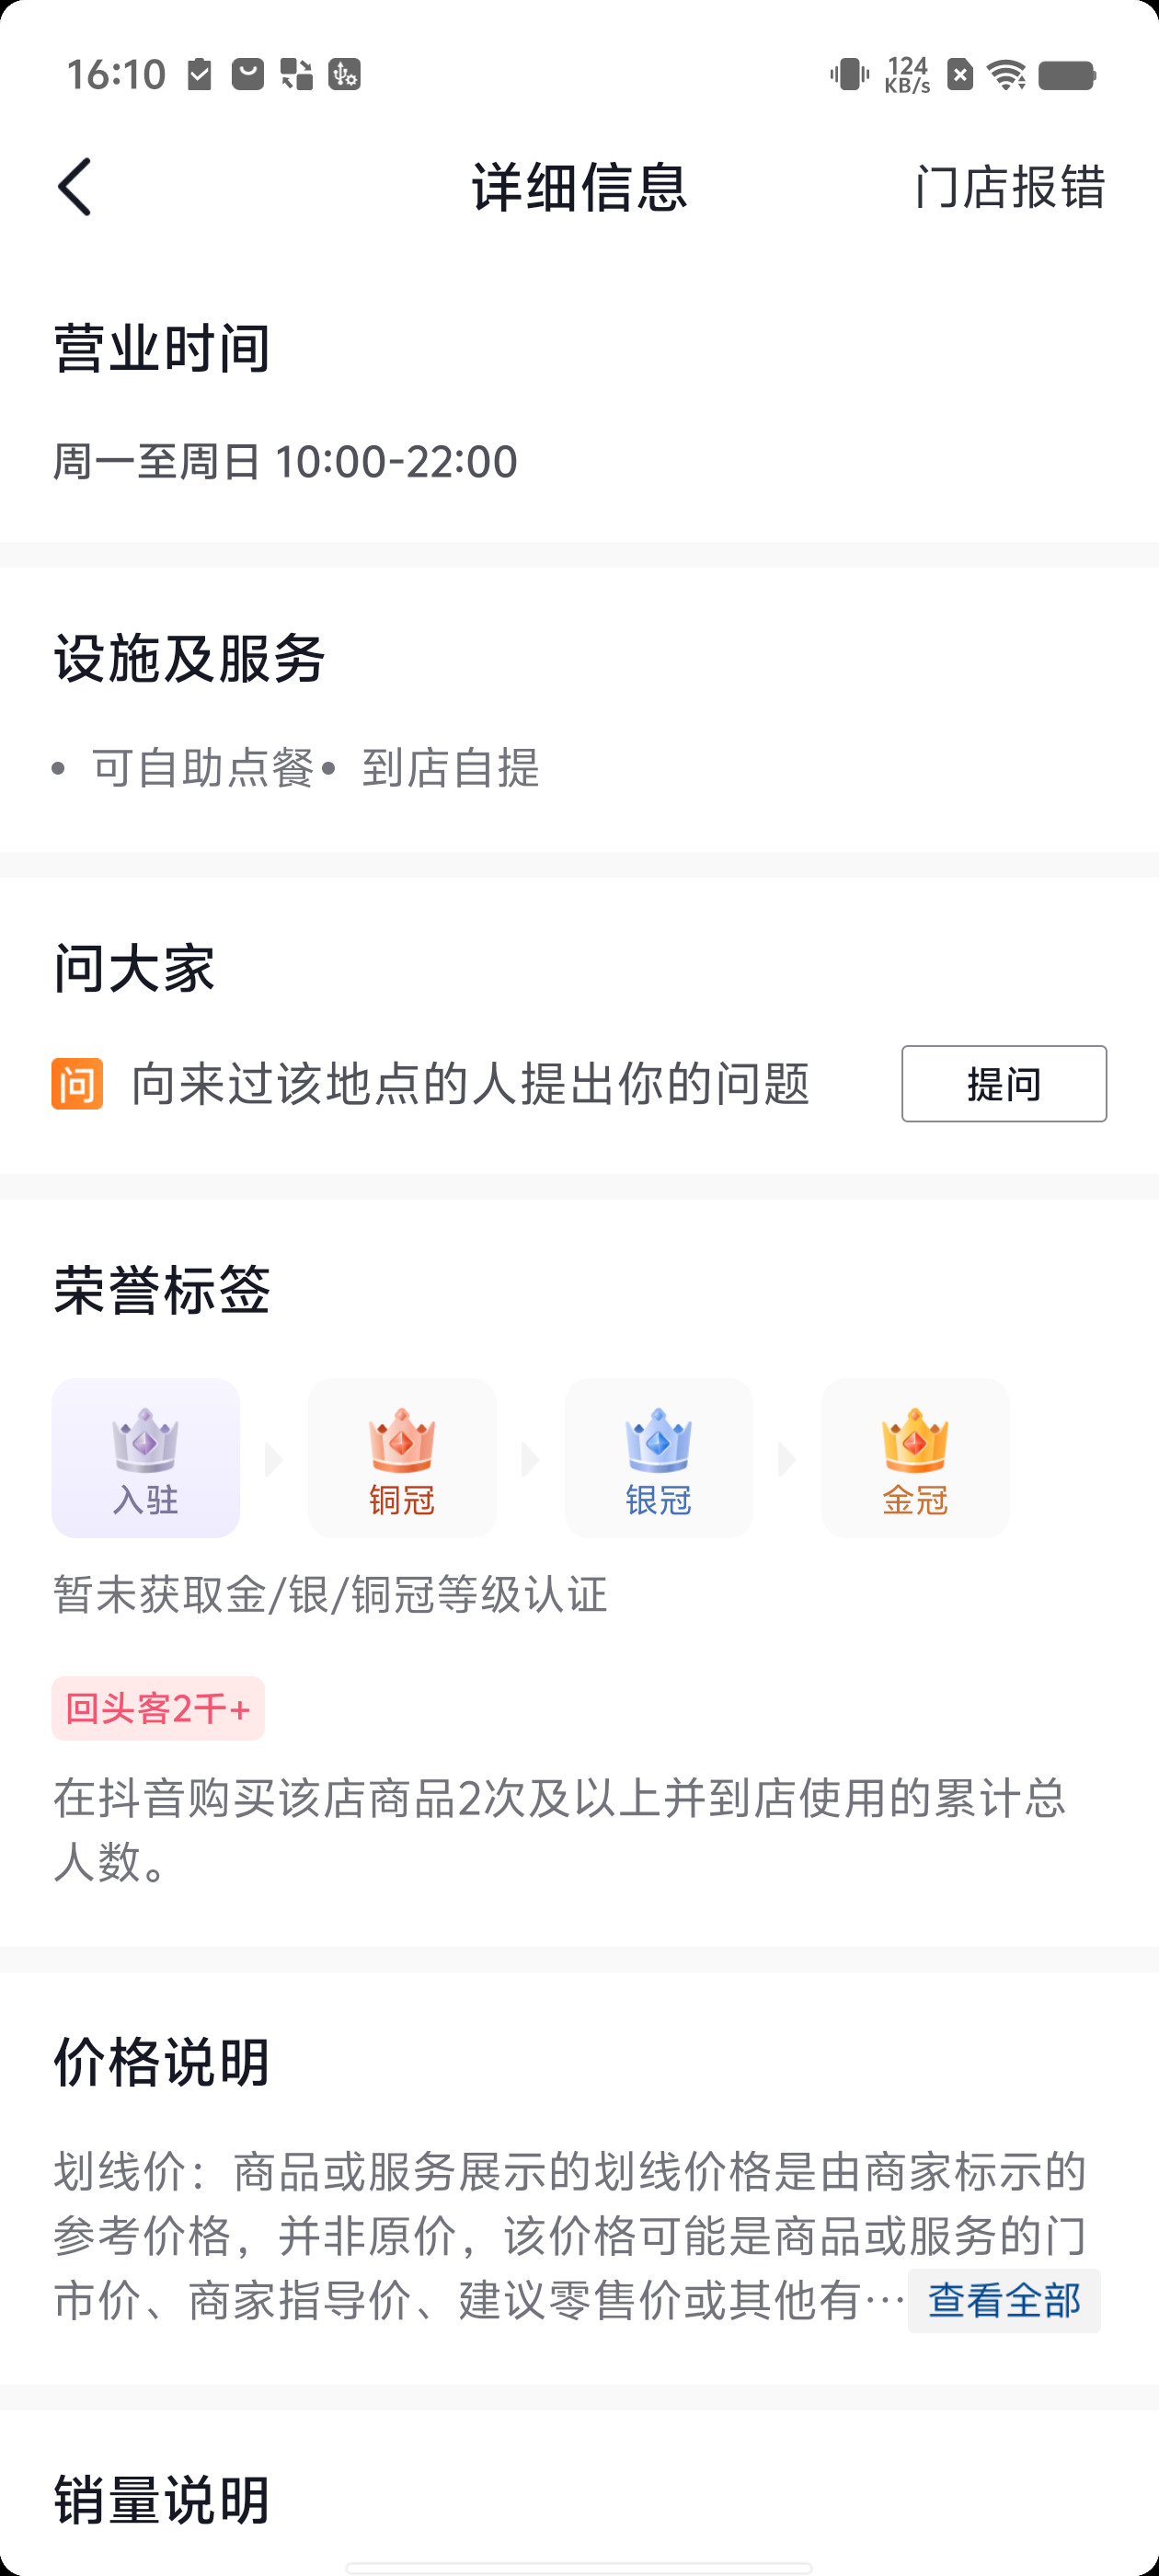 16:10
124
KB/s
详细信息
门店报错
营业时间
周一至周日 10:00-22:00
设施及服务
• 可自助点餐• 到店自提
问大家
问 向来过该地点的人提出你的问题
提问
荣誉标签
入驻
铜冠
银冠
金冠
暂未获取金/银/铜冠等级认证
回头客2千+
在抖音购买该店商品2次及以上并到店使用的累计总
人数。
价格说明
划线价：商品或服务展示的划线价格是由商家标示的
参考价格，并非原价，该价格可能是商品或服务的门
市价、商家指导价、建议零售价或其他有…查看全部
销量说明